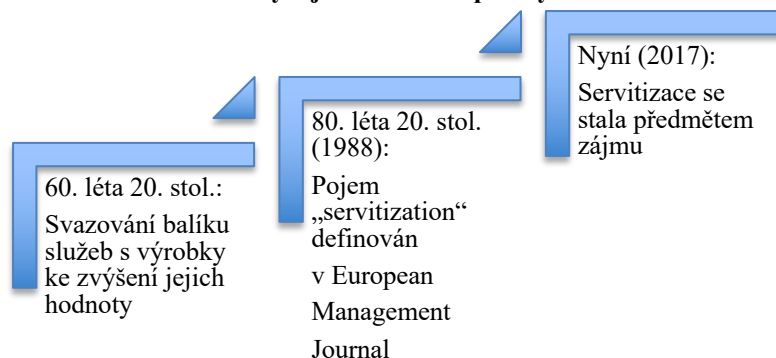 60. léta 20. stol.:
Svazování balíku
služeb s výrobky
ke zvýšení jejich
hodnoty
80. léta 20. stol.
(1988):
Pojem
„servitization“
definován
v European
Management
Journal
Nyní (2017):
Servitizace se
stala předmětem
zájmu